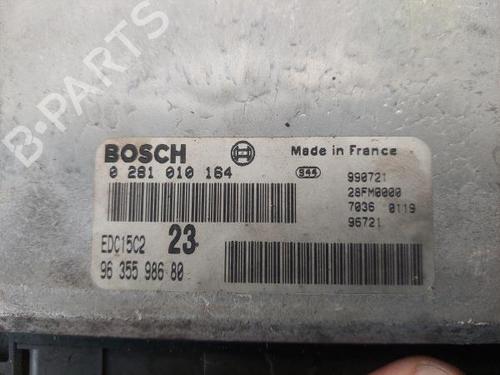 B-PARTS
BOSCH
Made in France
0 281 010 164
S44
990721
28FM0000
7036 0119
96721
EDC15C2 23
96 355 986 80